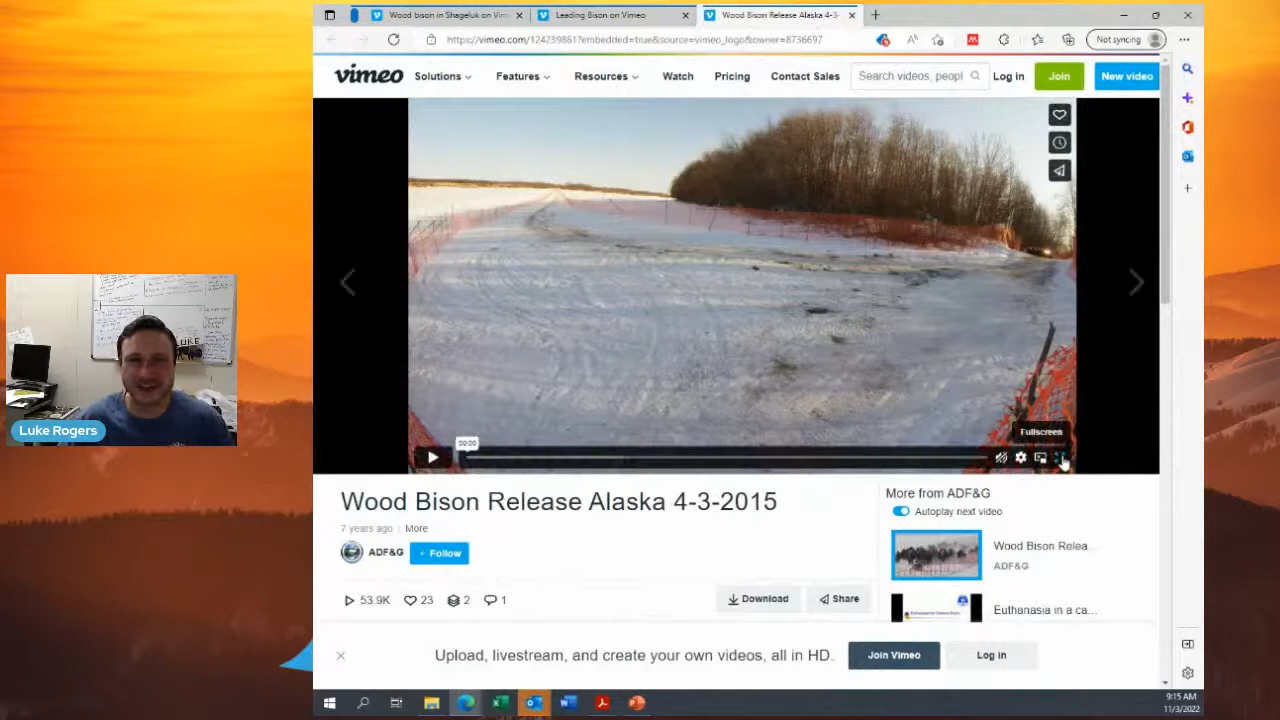 Wood bison in Shageluk on Vim
Leading Bison on Vimeo
Wood Bison Release Alaska 4-3-
https://vimeo.com/124239861?embedded=true&source=vimeo_logo&owner=8736697
Not syncing
vimeo
Solutions
Features
Resources
Watch
Pricing
Contact Sales
Search videos, peopl
Log in
Join
New video
Luke Rogers
Fullscreen
00:00
Wood Bison Release Alaska 4-3-2015
7 years ago
More
ADF&G
+ Follow
53.9K
23
2
1
Download
Share
More from ADF&G
Autoplay next video
Wood Bison Relea...
ADF&G
Euthanasia in a ca...
Upload, livestream, and create your own videos, all in HD.
Join Vimeo
Log in
9:15 AM
11/3/2022